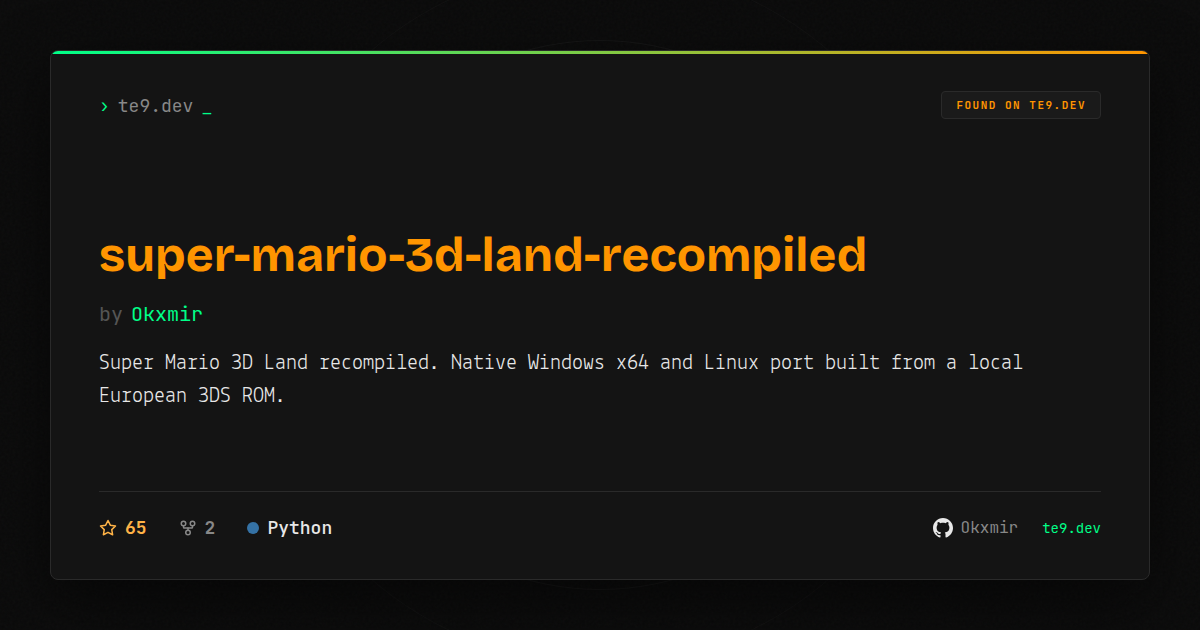 › te9.dev _
FOUND ON TE9.DEV
super-mario-3d-land-recompiled
by Okxmir
Super Mario 3D Land recompiled. Native Windows x64 and Linux port built from a local
European 3DS ROM.
65 2 Python
Okxmir te9.dev